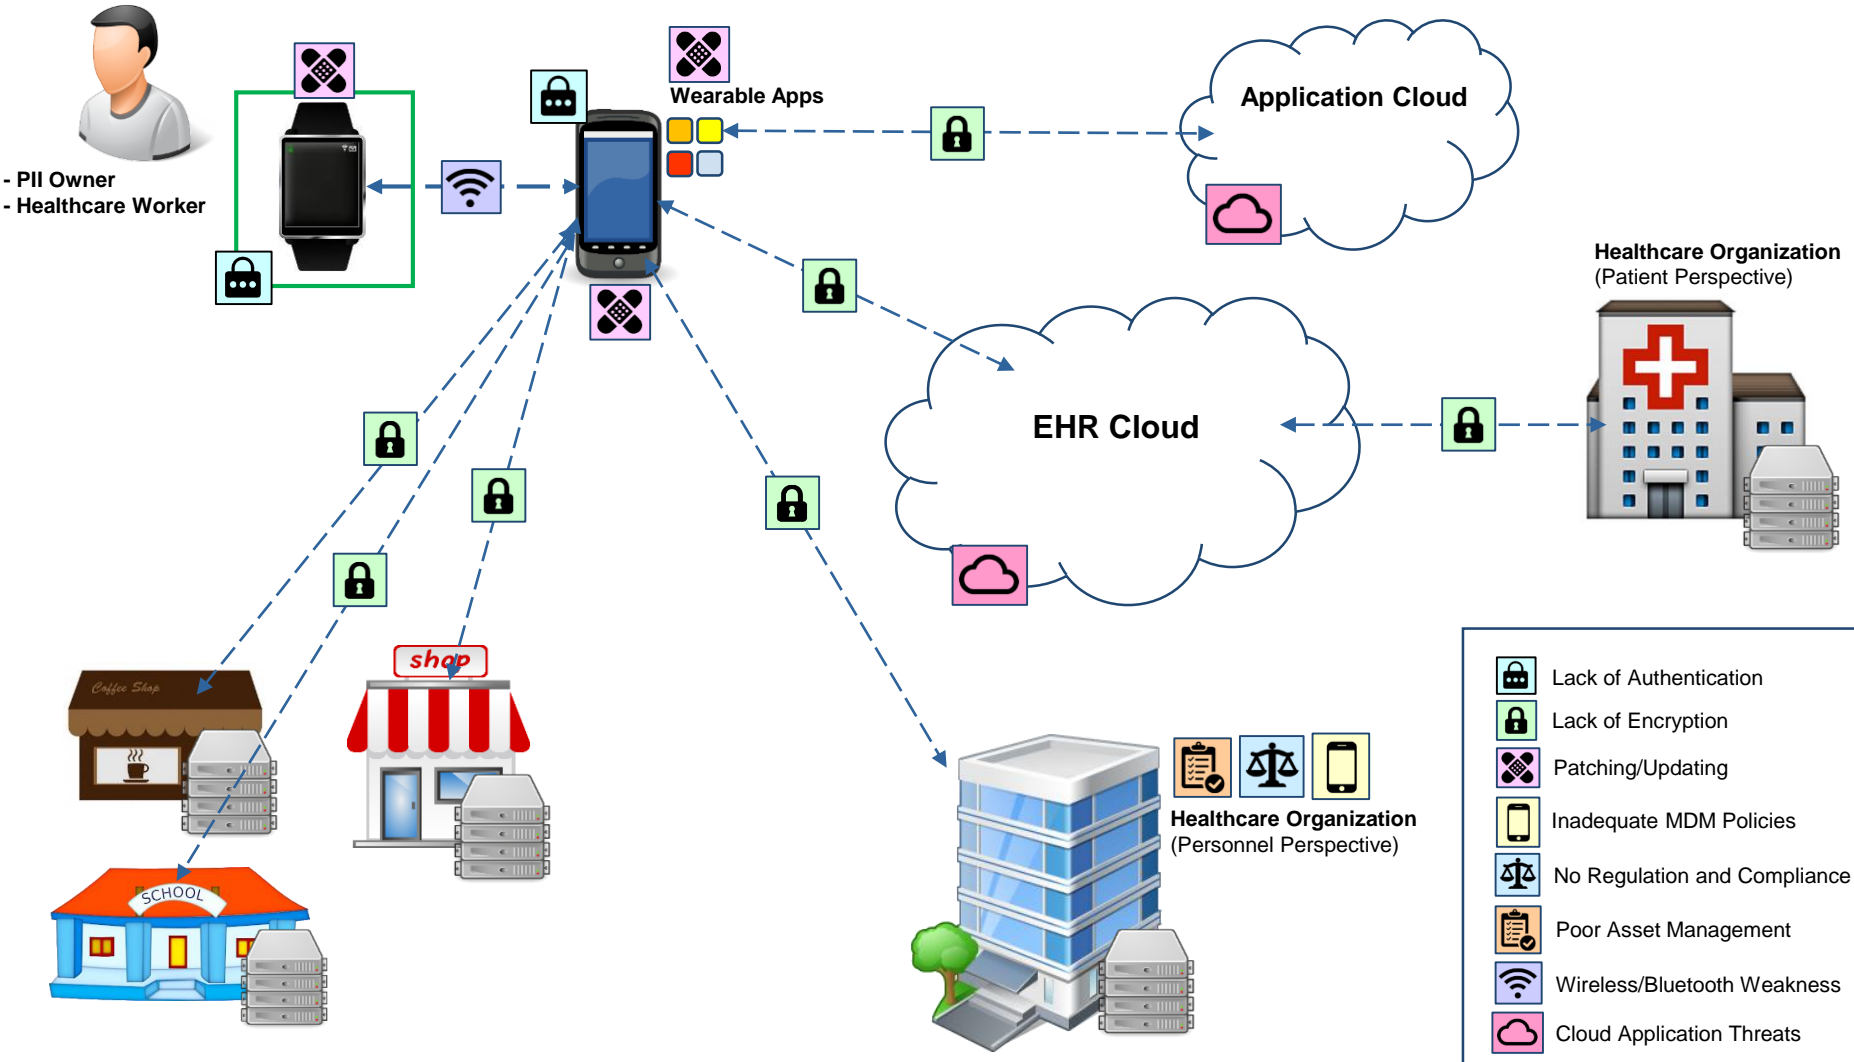 Wearable Apps
Application Cloud
- PII Owner
- Healthcare Worker
Healthcare Organization
(Patient Perspective)
EHR Cloud
shop
Coffee Shop
SCHOOL
Healthcare Organization
(Personnel Perspective)
Lack of Authentication
Lack of Encryption
Patching/Updating
Inadequate MDM Policies
No Regulation and Compliance
Poor Asset Management
Wireless/Bluetooth Weakness
Cloud Application Threats